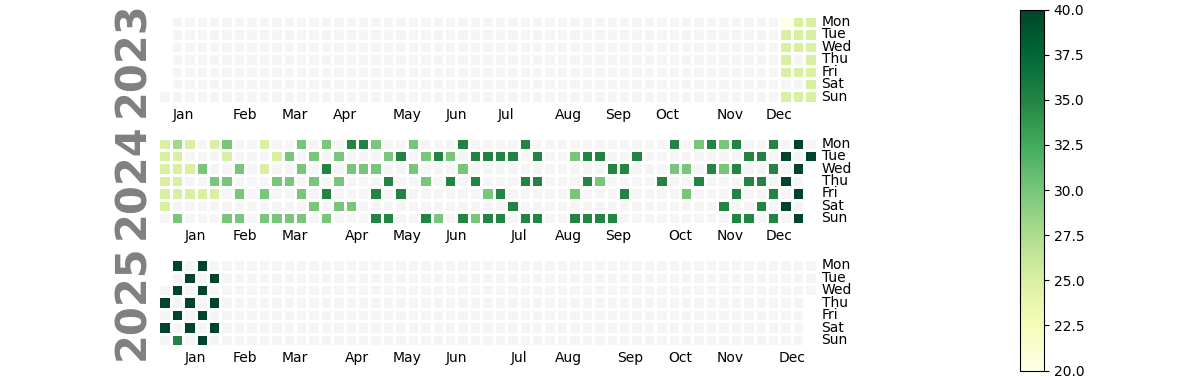 2023
Mon
Tue
Wed
Thu
Fri
Sat
Sun
Jan Feb Mar Apr May Jun Jul Aug Sep Oct Nov Dec
2024
Mon
Tue
Wed
Thu
Fri
Sat
Sun
Jan Feb Mar Apr May Jun Jul Aug Sep Oct Nov Dec
2025
Mon
Tue
Wed
Thu
Fri
Sat
Sun
Jan Feb Mar Apr May Jun Jul Aug Sep Oct Nov Dec
40.0
37.5
35.0
32.5
30.0
27.5
25.0
22.5
20.0